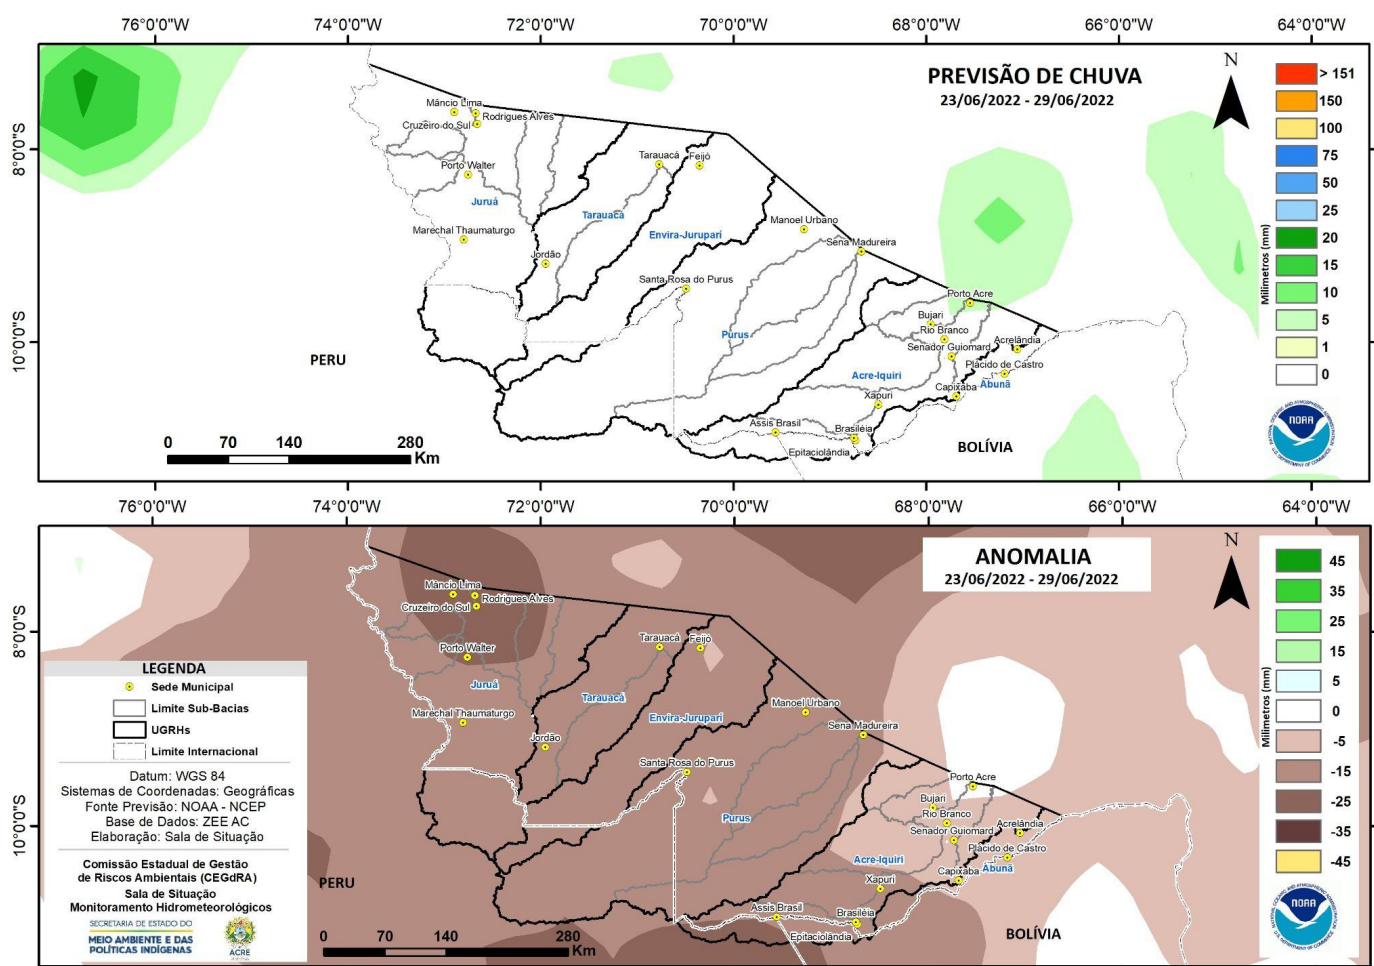 76°0'0"W 74°0'0"W 72°0'0"W 70°0'0"W 68°0'0"W 66°0'0"W 64°0'0"W
PREVISÃO DE CHUVA
23/06/2022 - 29/06/2022
N
8°0'0"S
10°0'0"S
Mâncio Lima
Rodrigues Alves
Cruzeiro do Sul
Porto Walter
Juruá
Marechal Thaumaturgo
Jordão
Tarauacá
Feijó
Tarauacá
Envira-Jurupari
Santa Rosa do Purus
Manoel Urbano
Sena Madureira
Purus
Porto Acre
Bujari
Rio Branco
Senador Guiomard
Acrelândia
Plácido de Castro
Abunã
Acre-Iquiri
Capixaba
Xapuri
Assis Brasil
Brasiléia
Epitaciolândia
PERU
BOLÍVIA
0 70 140 280
Km
Milímetros (mm)
> 151
150
100
75
50
25
20
15
10
5
1
0
NOAA
76°0'0"W 74°0'0"W 72°0'0"W 70°0'0"W 68°0'0"W 66°0'0"W 64°0'0"W
ANOMALIA
23/06/2022 - 29/06/2022
N
8°0'0"S
10°0'0"S
Mâncio Lima
Rodrigues Alves
Cruzeiro do Sul
Porto Walter
Juruá
Marechal Thaumaturgo
Jordão
Tarauacá
Feijó
Tarauacá
Envira-Jurupari
Santa Rosa do Purus
Manoel Urbano
Sena Madureira
Purus
Porto Acre
Bujari
Rio Branco
Senador Guiomard
Acrelândia
Plácido de Castro
Abunã
Acre-Iquiri
Capixaba
Xapuri
Assis Brasil
Brasiléia
Epitaciolândia
PERU
BOLÍVIA
0 70 140 280
Km
Milímetros (mm)
45
35
25
15
5
0
-5
-15
-25
-35
-45
NOAA
LEGENDA
Sede Municipal
Limite Sub-Bacias
UGRHs
Limite Internacional
Datum: WGS 84
Sistemas de Coordenadas: Geográficas
Fonte Previsão: NOAA - NCEP
Base de Dados: ZEE AC
Elaboração: Sala de Situação
Comissão Estadual de Gestão
de Riscos Ambientais (CEGdRA)
Sala de Situação
Monitoramento Hidrometeorológicos
SECRETARIA DE ESTADO DO
MEIO AMBIENTE E DAS
POLÍTICAS INDÍGENAS
ACRE